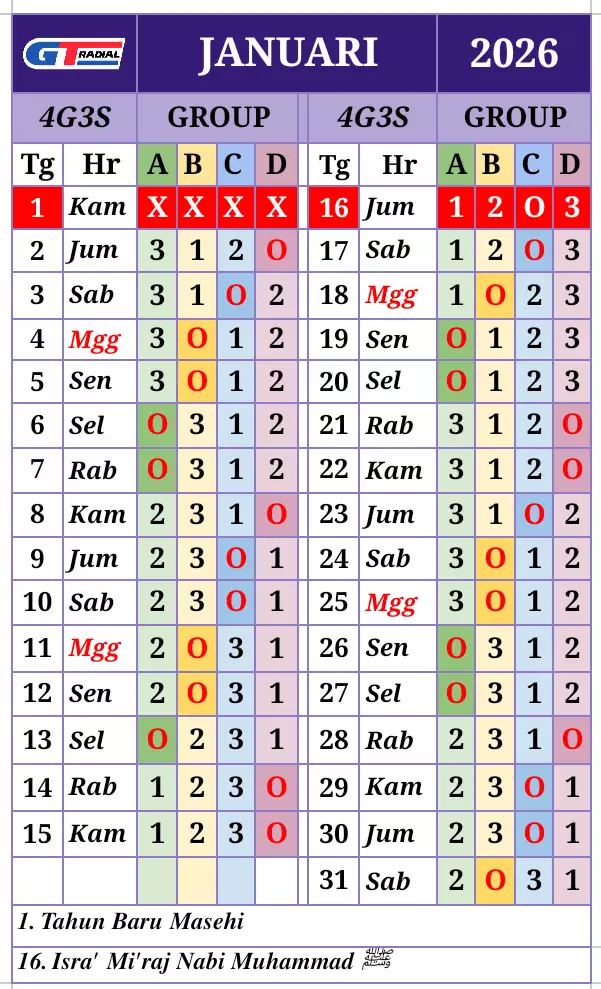 GT RADIAL JANUARI 2026
4G3S GROUP 4G3S GROUP
Tg Hr A B C D Tg Hr A B C D
1 Kam X X X X 16 Jum 1 2 O 3
2 Jum 3 1 2 O 17 Sab 1 2 O 3
3 Sab 3 1 O 2 18 Mgg 1 O 2 3
4 Mgg 3 O 1 2 19 Sen O 1 2 3
5 Sen 3 O 1 2 20 Sel O 1 2 3
6 Sel O 3 1 2 21 Rab 3 1 2 O
7 Rab O 3 1 2 22 Kam 3 1 2 O
8 Kam 2 3 1 O 23 Jum 3 1 O 2
9 Jum 2 3 O 1 24 Sab 3 O 1 2
10 Sab 2 3 O 1 25 Mgg 3 O 1 2
11 Mgg 2 O 3 1 26 Sen O 3 1 2
12 Sen 2 O 3 1 27 Sel O 3 1 2
13 Sel O 2 3 1 28 Rab 2 3 1 O
14 Rab 1 2 3 O 29 Kam 2 3 O 1
15 Kam 1 2 3 O 30 Jum 2 3 O 1
31 Sab 2 O 3 1
1. Tahun Baru Masehi
16. Isra' Mi'raj Nabi Muhammad ﷺ